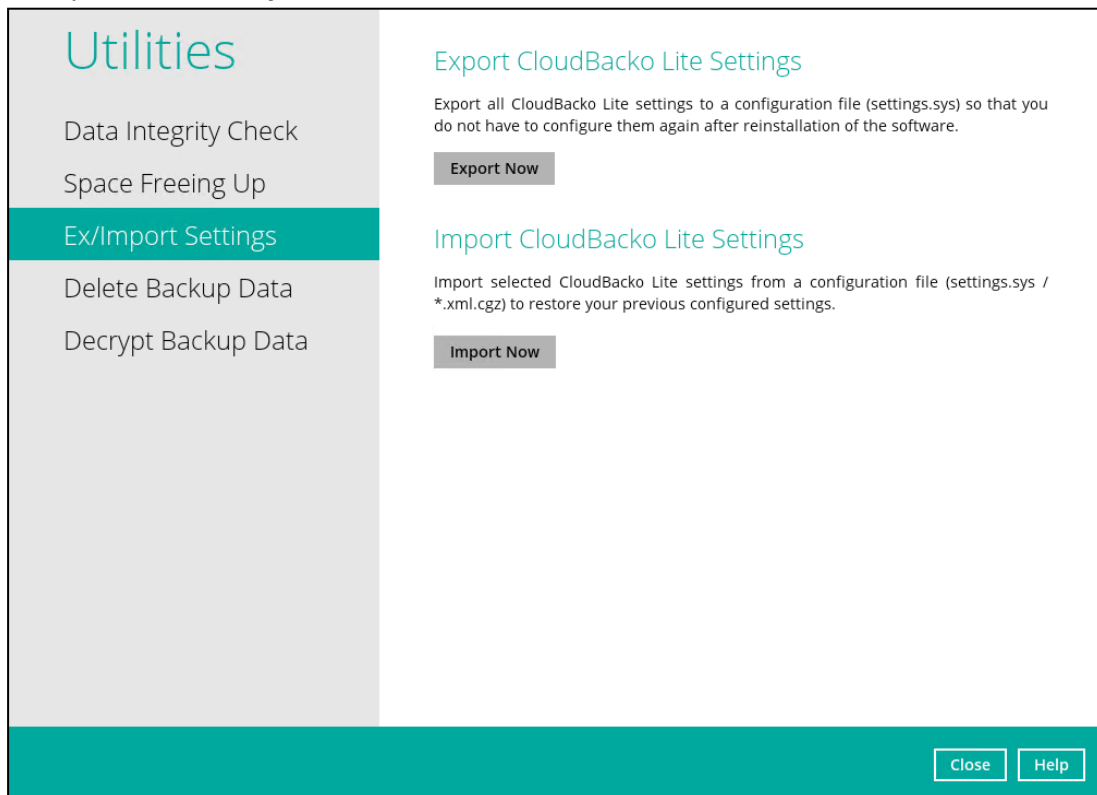 Utilities
Data Integrity Check
Space Freeing Up
Ex/Import Settings
Delete Backup Data
Decrypt Backup Data
Export CloudBacko Lite Settings
Export all CloudBacko Lite settings to a configuration file (settings.sys) so that you
do not have to configure them again after reinstallation of the software.
Export Now
Import CloudBacko Lite Settings
Import selected CloudBacko Lite settings from a configuration file (settings.sys /
*.xml.cgz) to restore your previous configured settings.
Import Now
Close
Help